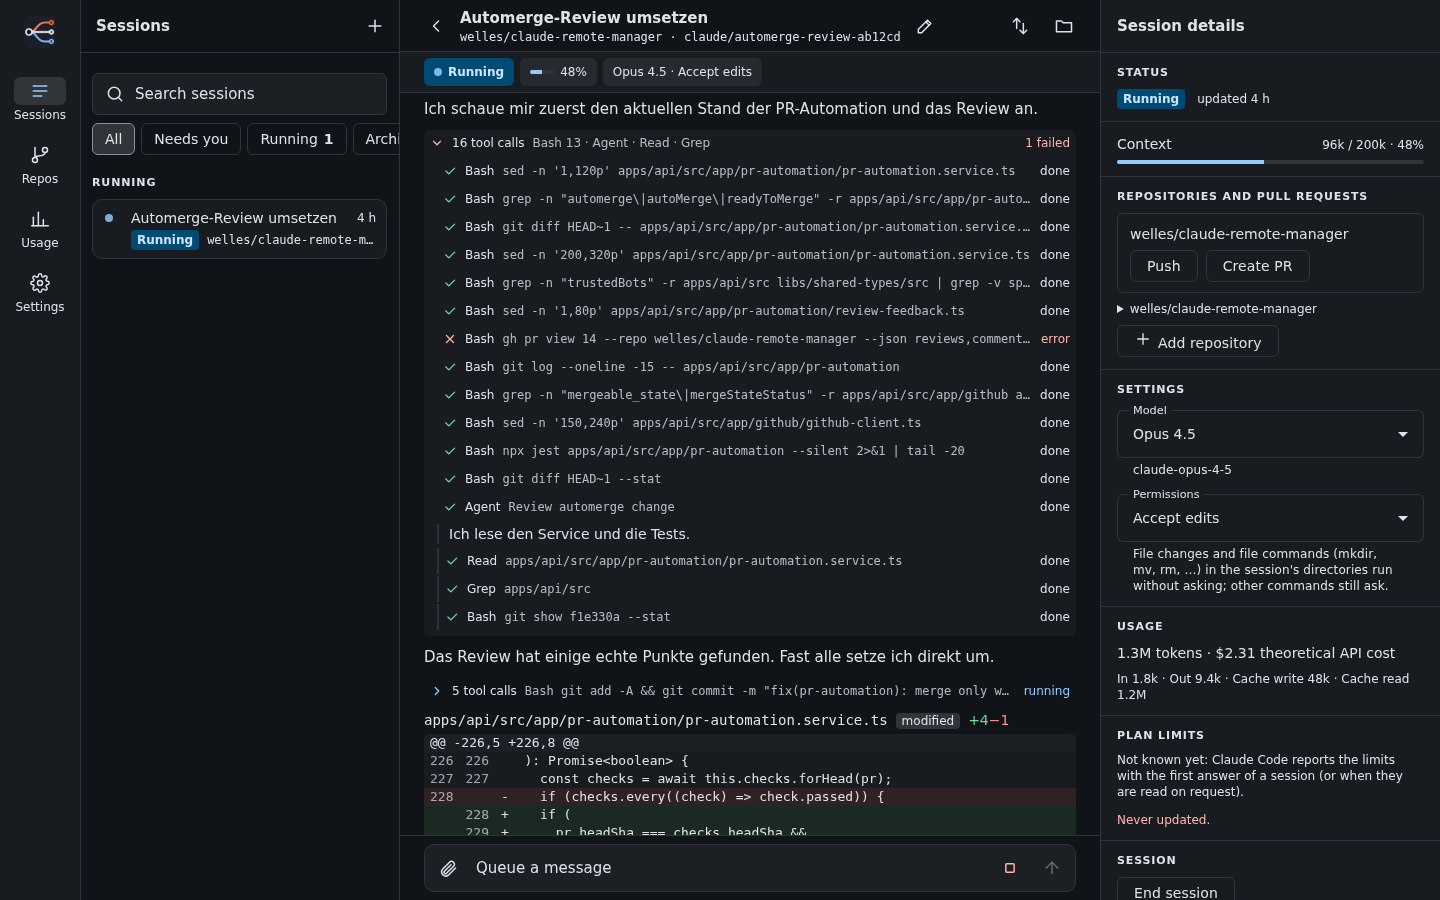 Sessions
Repos
Usage
Settings
Sessions
Search sessions
All
Needs you
Running 1
Archi
RUNNING
Automerge-Review umsetzen 4 h
Running welles/claude-remote-m…
Automerge-Review umsetzen
welles/claude-remote-manager · claude/automerge-review-ab12cd
Running
48%
Opus 4.5 · Accept edits
Ich schaue mir zuerst den aktuellen Stand der PR-Automation und das Review an.
16 tool calls Bash 13 · Agent · Read · Grep 1 failed
Bash sed -n '1,120p' apps/api/src/app/pr-automation/pr-automation.service.ts done
Bash grep -n "automerge\|autoMerge\|readyToMerge" -r apps/api/src/app/pr-auto… done
Bash git diff HEAD~1 -- apps/api/src/app/pr-automation/pr-automation.service.… done
Bash sed -n '200,320p' apps/api/src/app/pr-automation/pr-automation.service.ts done
Bash grep -n "trustedBots" -r apps/api/src libs/shared-types/src | grep -v sp… done
Bash sed -n '1,80p' apps/api/src/app/pr-automation/review-feedback.ts done
Bash gh pr view 14 --repo welles/claude-remote-manager --json reviews,comment… error
Bash git log --oneline -15 -- apps/api/src/app/pr-automation done
Bash grep -n "mergeable_state\|mergeStateStatus" -r apps/api/src/app/github a… done
Bash sed -n '150,240p' apps/api/src/app/github/github-client.ts done
Bash npx jest apps/api/src/app/pr-automation --silent 2>&1 | tail -20 done
Bash git diff HEAD~1 --stat done
Agent Review automerge change done
Ich lese den Service und die Tests.
Read apps/api/src/app/pr-automation/pr-automation.service.ts done
Grep apps/api/src done
Bash git show f1e330a --stat done
Das Review hat einige echte Punkte gefunden. Fast alle setze ich direkt um.
5 tool calls Bash git add -A && git commit -m "fix(pr-automation): merge only w… running
apps/api/src/app/pr-automation/pr-automation.service.ts modified +4−1
@@ -226,5 +226,8 @@
226 226 ): Promise<boolean> {
227 227 const checks = await this.checks.forHead(pr);
228 - if (checks.every((check) => check.passed)) {
228 + if (
229 + pr.headSha === checks.headSha &&
Queue a message
Session details
STATUS
Running updated 4 h
Context 96k / 200k · 48%
REPOSITORIES AND PULL REQUESTS
welles/claude-remote-manager
Push
Create PR
welles/claude-remote-manager
Add repository
SETTINGS
Model
Opus 4.5
claude-opus-4-5
Permissions
Accept edits
File changes and file commands (mkdir,
mv, rm, …) in the session's directories run
without asking; other commands still ask.
USAGE
1.3M tokens · $2.31 theoretical API cost
In 1.8k · Out 9.4k · Cache write 48k · Cache read
1.2M
PLAN LIMITS
Not known yet: Claude Code reports the limits
with the first answer of a session (or when they
are read on request).
Never updated.
SESSION
End session